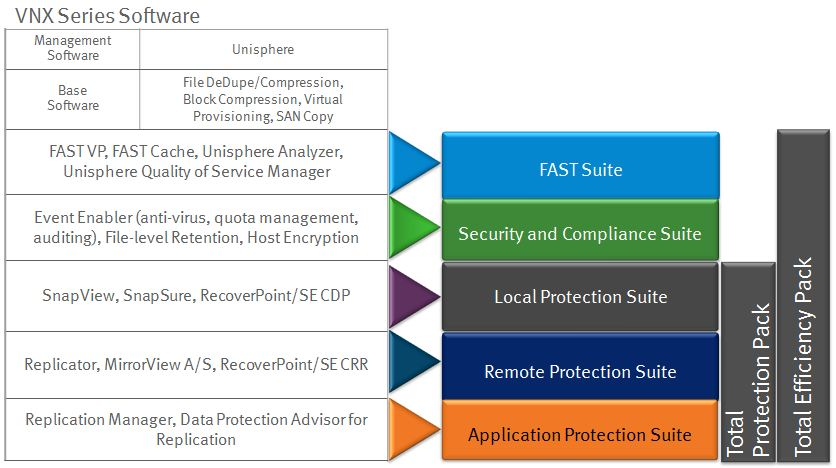 VNX Series Software
Management
Software
Unisphere
Base
Software
File DeDupe/Compression,
Block Compression, Virtual
Provisioning, SAN Copy
FAST VP, FAST Cache, Unisphere Analyzer,
Unisphere Quality of Service Manager
FAST Suite
Event Enabler (anti-virus, quota management,
auditing), File-level Retention, Host Encryption
Security and Compliance Suite
SnapView, SnapSure, RecoverPoint/SE CDP
Local Protection Suite
Replicator, MirrorView A/S, RecoverPoint/SE CRR
Remote Protection Suite
Replication Manager, Data Protection Advisor for
Replication
Application Protection Suite
Total
Protection Pack
Total Efficiency Pack